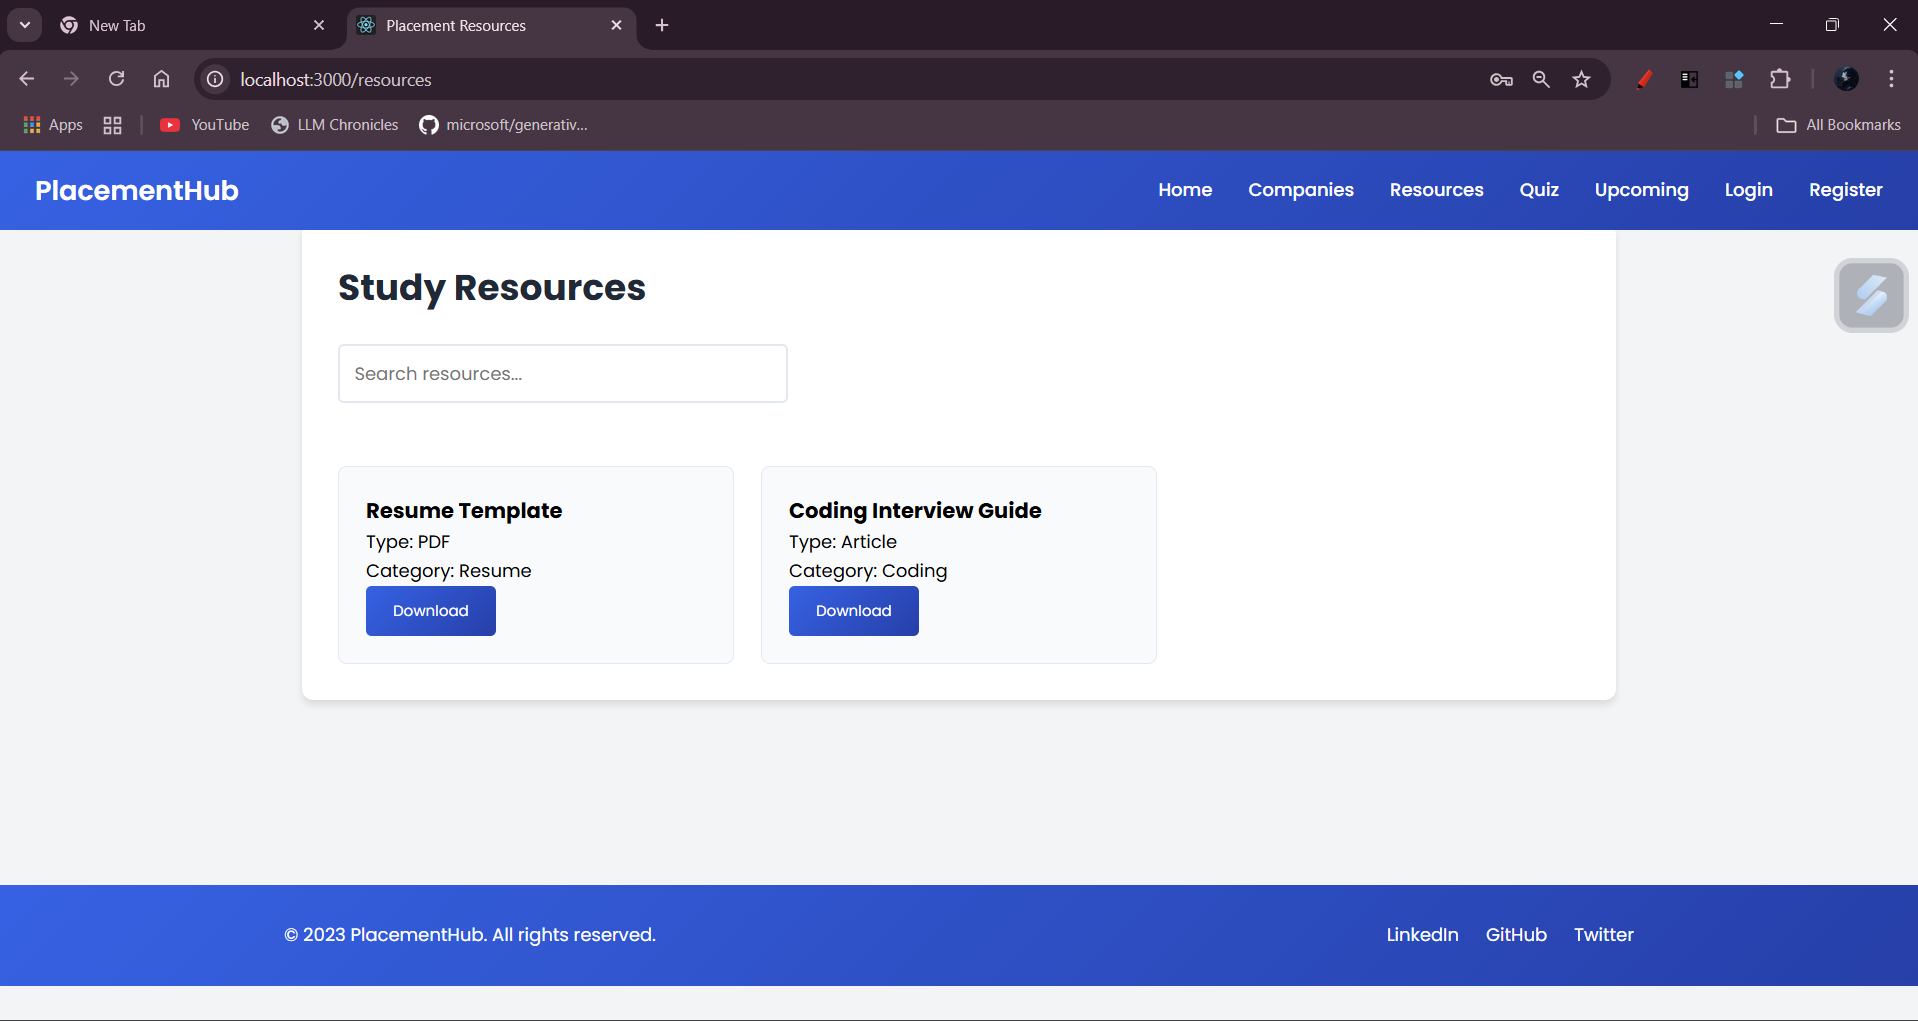 New Tab
Placement Resources
localhost:3000/resources
Apps
YouTube
LLM Chronicles
microsoft/generativ...
All Bookmarks
PlacementHub
Home
Companies
Resources
Quiz
Upcoming
Login
Register
Study Resources
Search resources...
Resume Template
Type: PDF
Category: Resume
Download
Coding Interview Guide
Type: Article
Category: Coding
Download
© 2023 PlacementHub. All rights reserved.
LinkedIn
GitHub
Twitter